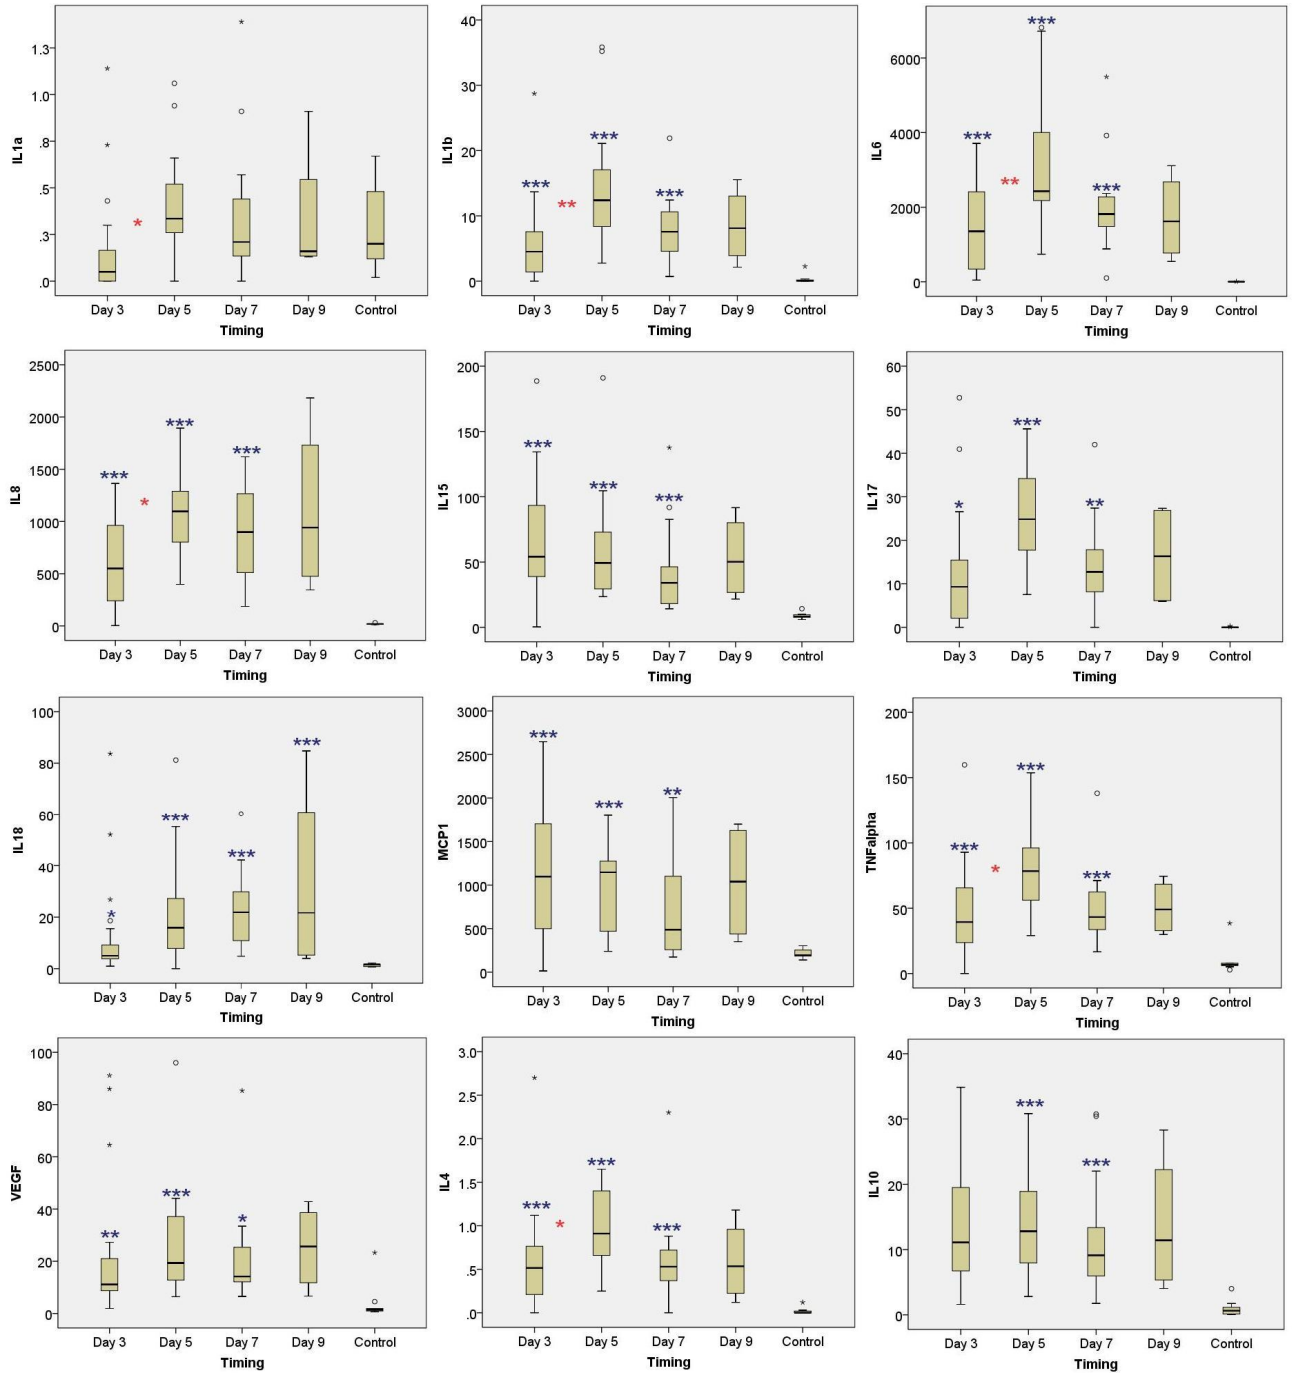 IL1a
1.3
1.0
.8
.5
.3
.0
Day 3 Day 5 Day 7 Day 9 Control
Timing
IL1b
40
30
20
10
0
Day 3 Day 5 Day 7 Day 9 Control
Timing
IL6
6000
4000
2000
0
Day 3 Day 5 Day 7 Day 9 Control
Timing
IL8
2500
2000
1500
1000
500
0
Day 3 Day 5 Day 7 Day 9 Control
Timing
IL15
200
150
100
50
0
Day 3 Day 5 Day 7 Day 9 Control
Timing
IL17
60
50
40
30
20
10
0
Day 3 Day 5 Day 7 Day 9 Control
Timing
IL18
100
80
60
40
20
0
Day 3 Day 5 Day 7 Day 9 Control
Timing
MCP1
3000
2500
2000
1500
1000
500
0
Day 3 Day 5 Day 7 Day 9 Control
Timing
TNFalpha
200
150
100
50
0
Day 3 Day 5 Day 7 Day 9 Control
Timing
VEGF
100
80
60
40
20
0
Day 3 Day 5 Day 7 Day 9 Control
Timing
IL4
3.0
2.5
2.0
1.5
1.0
.5
.0
Day 3 Day 5 Day 7 Day 9 Control
Timing
IL10
40
30
20
10
0
Day 3 Day 5 Day 7 Day 9 Control
Timing